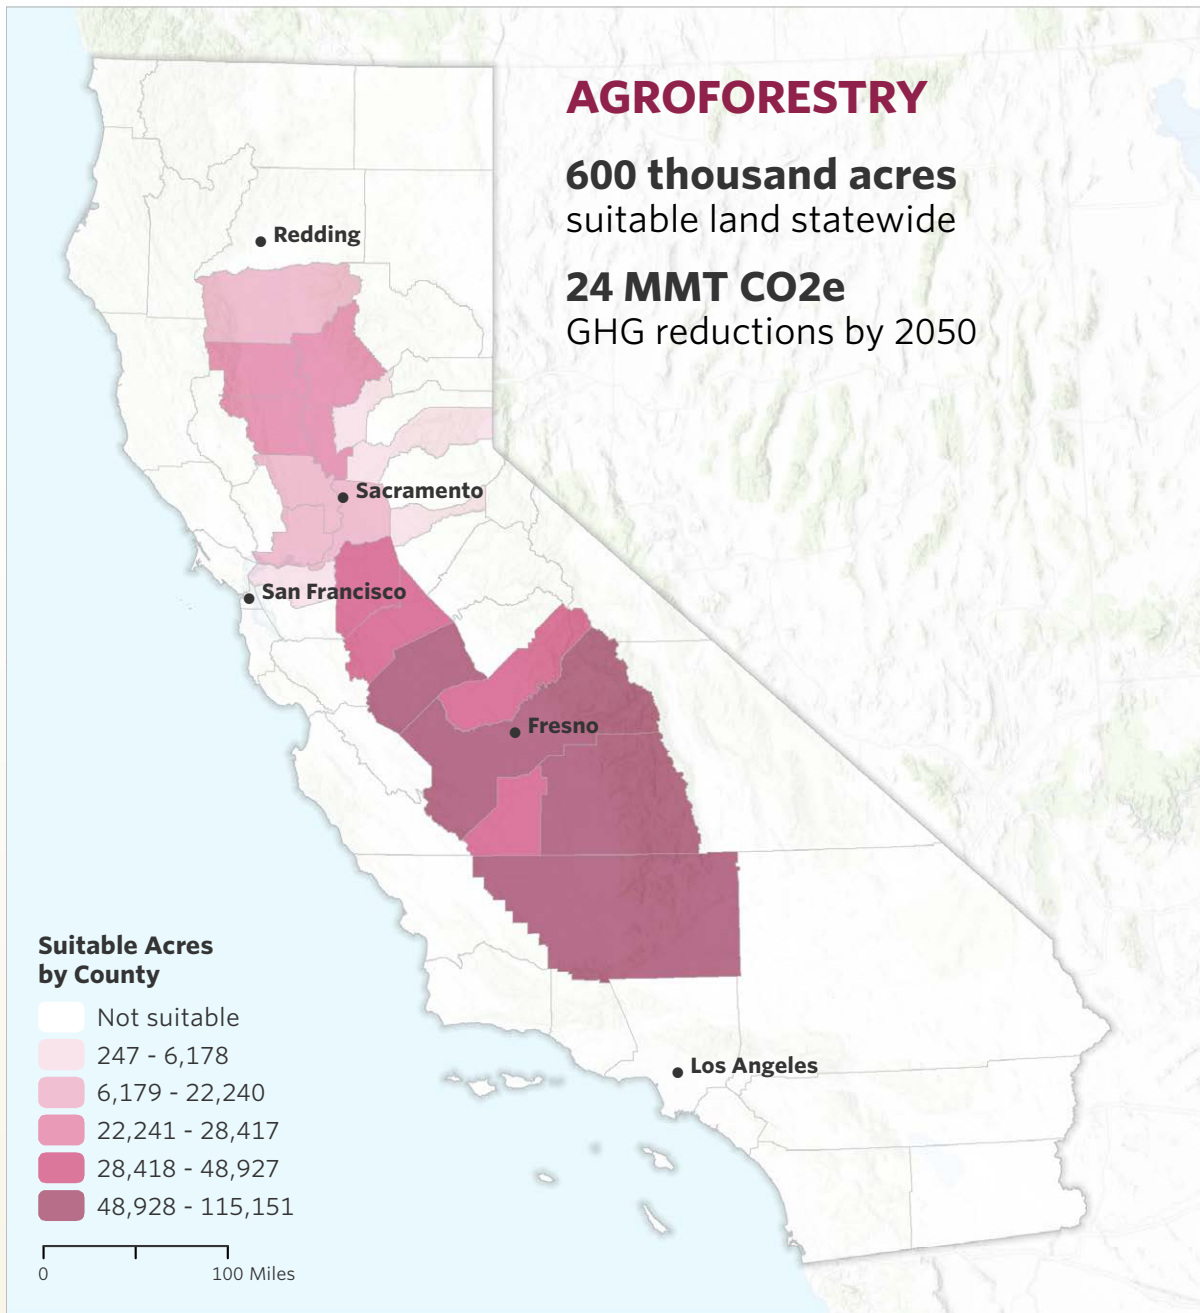 AGROFORESTRY
600 thousand acres
suitable land statewide
24 MMT CO2e
GHG reductions by 2050
Redding
Sacramento
San Francisco
Fresno
Los Angeles
Suitable Acres
by County
Not suitable
247 - 6,178
6,179 - 22,240
22,241 - 28,417
28,418 - 48,927
48,928 - 115,151
0 100 Miles